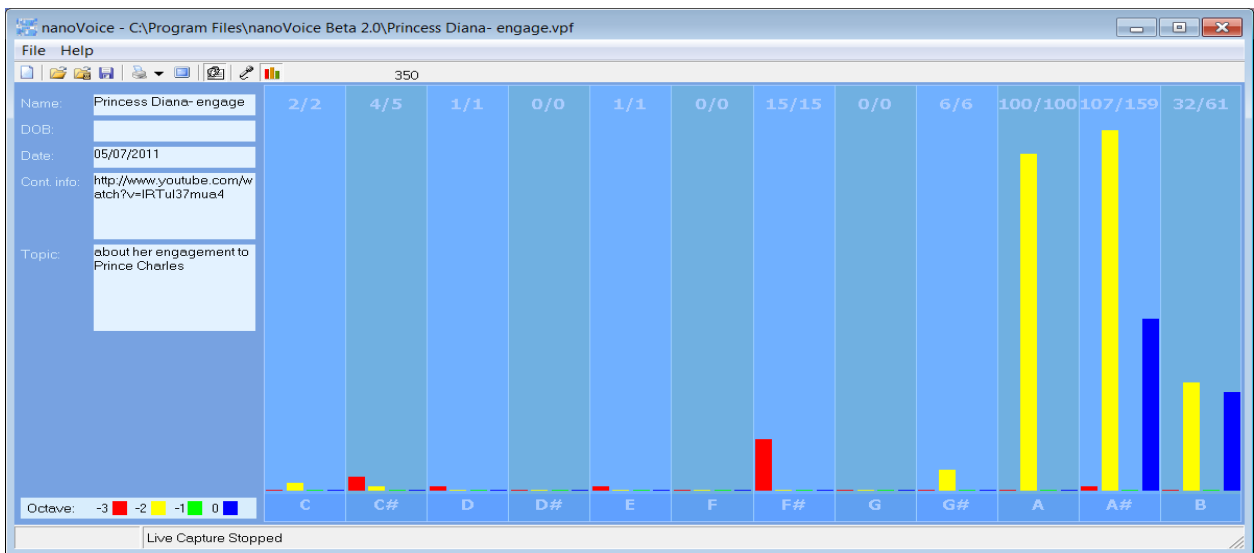 nanoVoice - C:\Program Files\nanoVoice Beta 2.0\Princess Diana- engage.vpf
File Help
350
Name: Princess Diana- engage
DOB:
Date: 05/07/2011
Cont. info: http://www.youtube.com/w
atch?v=IRTul37mua4
Topic: about her engagement to
Prince Charles
2/2 4/5 1/1 0/0 1/1 0/0 15/15 0/0 6/6 100/100 107/159 32/61
C C# D D# E F F# G G# A A# B
Octave: -3 -2 -1 0
Live Capture Stopped